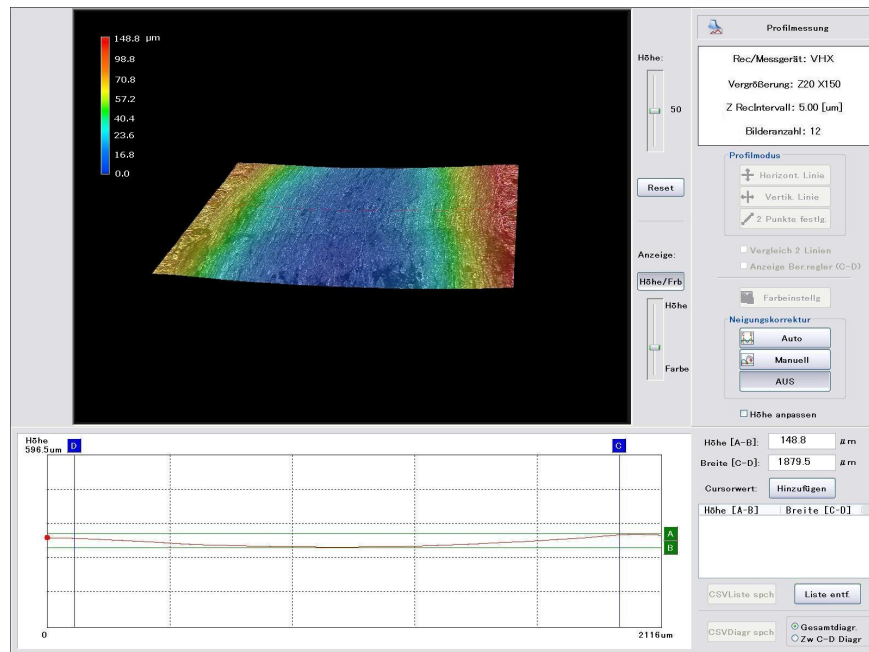 148.8 µm
98.8
70.8
57.2
40.4
23.6
16.8
0.0
Höhe:
50
Reset
Anzeige:
Höhe/Frb
Höhe
Farbe
Profilmessung
Rec/Messgerät: VHX
Vergrößerung: Z20 X150
Z RecIntervall: 5.00 [um]
Bilderanzahl: 12
Profilmodus
Horizont. Linie
Vertik. Linie
2 Punkte festlg.
Vergleich 2 Linien
Anzeige Ber.regler (C-D)
Farbeinstellg
Neigungskorrektur
Auto
Manuell
AUS
Höhe anpassen
Höhe
596.5um
D
C
A
B
0
2116um
Höhe [A-B]: 148.8 µm
Breite [C-D]: 1879.5 µm
Cursorwert: Hinzufügen
Höhe [A-B] Breite [C-D]
CSVListe spch Liste entf.
CSVDiagr spch
Gesamtdiagr.
Zw C-D Diagr